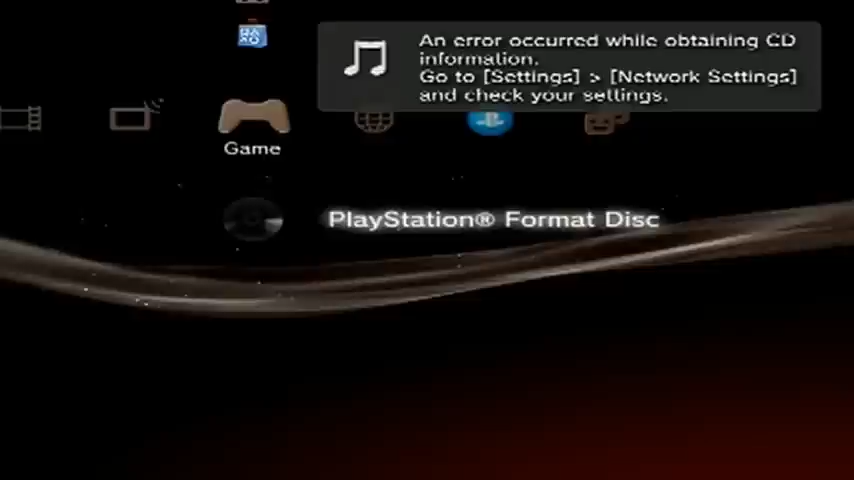 An error occurred while obtaining CD
information.
Go to [Settings] > [Network Settings]
and check your settings.
Game
PlayStation® Format Disc